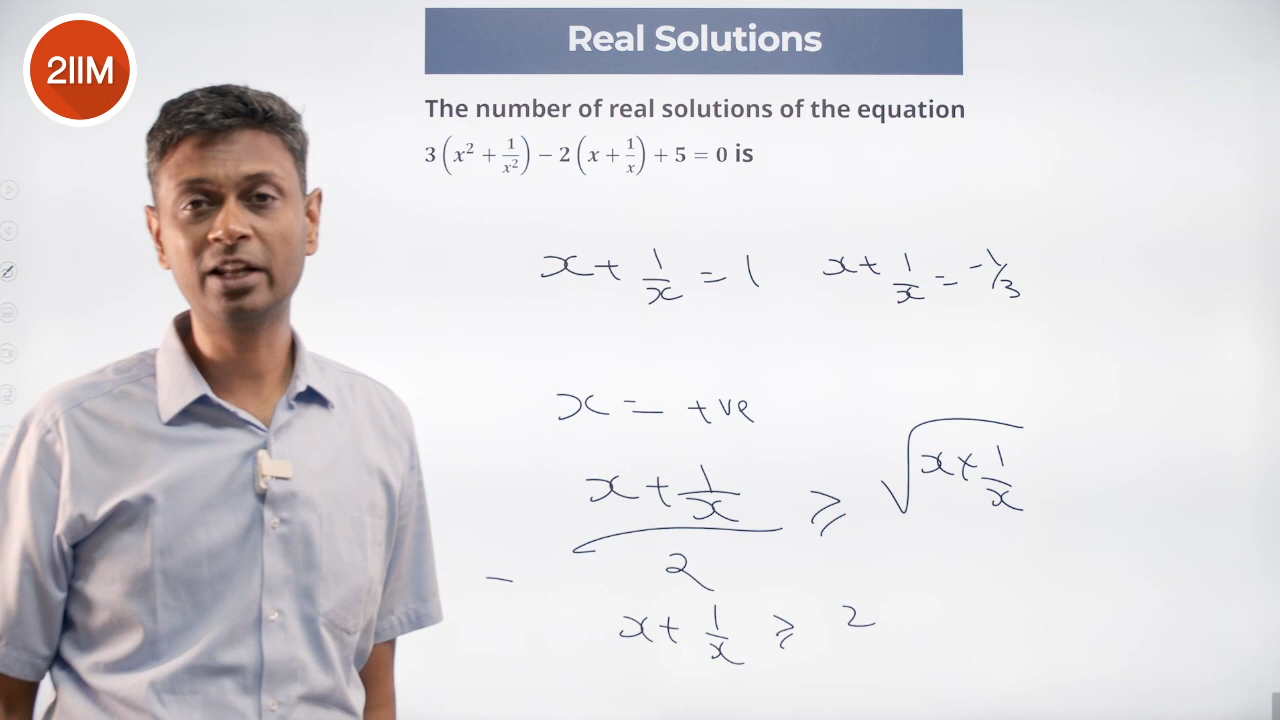 2IIM
Real Solutions
The number of real solutions of the equation
3(x² + 1/x²) − 2(x + 1/x) + 5 = 0 is
x + 1/x = 1    x + 1/x = -1/3
x = +ve
(x + 1/x)/2 ≥ √(x × 1/x)
–
x + 1/x ≥ 2